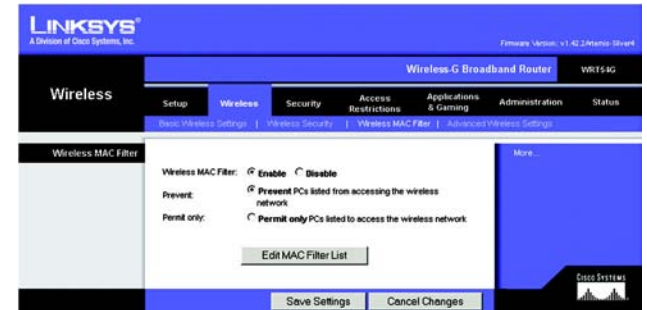 LINKSYS®
A Division of Cisco Systems, Inc.
Firmware Version: v1.42.2
Wireless-G Broadband Router WRT54G
Wireless
Setup Wireless Security Access Restrictions Applications & Gaming Administration Status
Basic Wireless Settings | Wireless Security | Wireless MAC Filter | Advanced Wireless Settings
Wireless MAC Filter
More...
Wireless MAC Filter: Enable Disable
Prevent: Prevent PCs listed from accessing the wireless
network
Permit only: Permit only PCs listed to access the wireless network
Edit MAC Filter List
CISCO SYSTEMS
Save Settings Cancel Changes